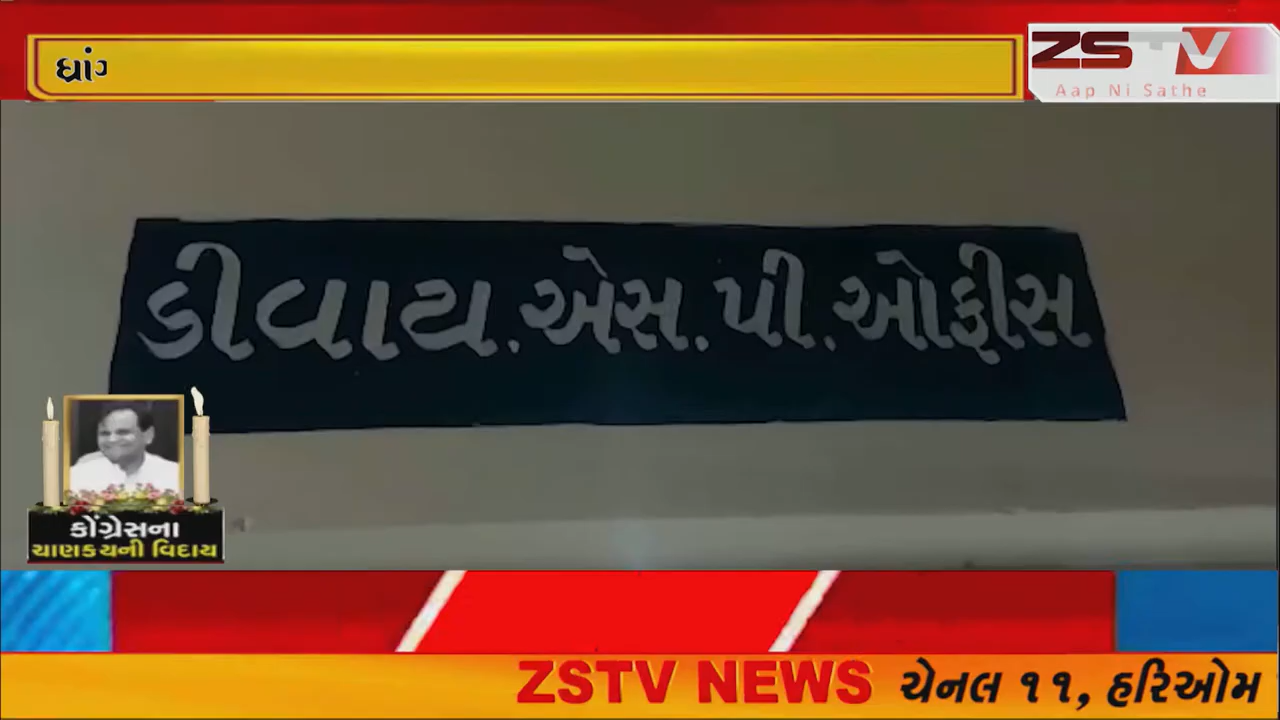 ધ્રાંગ
ZSTV
Aap Ni Sathe
ડીવાય.એસ.પી.ઓફીસ
કોંગ્રેસના
ચાણક્યની વિદાય
ZSTV NEWS ચેનલ ૧૧, હરિઓમ